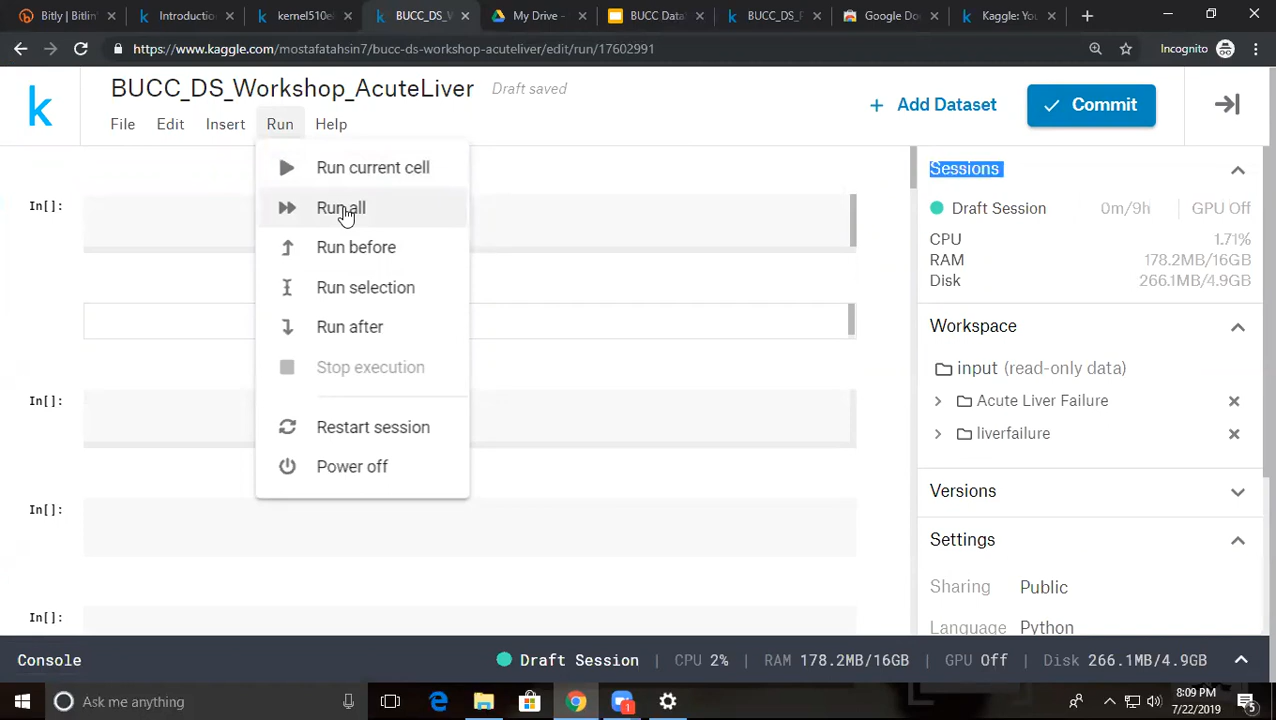 Bitly | Bitlin
Introduction
kernel510e
BUCC_DS_W
My Drive -
BUCC Data
BUCC_DS_F
Google Do
Kaggle: Yo
https://www.kaggle.com/mostafatahsin7/bucc-ds-workshop-acuteliver/edit/run/17602991
Incognito
BUCC_DS_Workshop_AcuteLiver Draft saved
File Edit Insert Run Help
+ Add Dataset
Commit
Run current cell
Run all
Run before
Run selection
Run after
Stop execution
Restart session
Power off
In[]:
In[]:
In[]:
In[]:
Sessions
Draft Session 0m/9h GPU Off
CPU 1.71%
RAM 178.2MB/16GB
Disk 266.1MB/4.9GB
Workspace
input (read-only data)
Acute Liver Failure
liverfailure
Versions
Settings
Sharing Public
Language Python
Console Draft Session | CPU 2% | RAM 178.2MB/16GB | GPU Off | Disk 266.1MB/4.9GB
Ask me anything
1
8:09 PM
7/22/2019
5